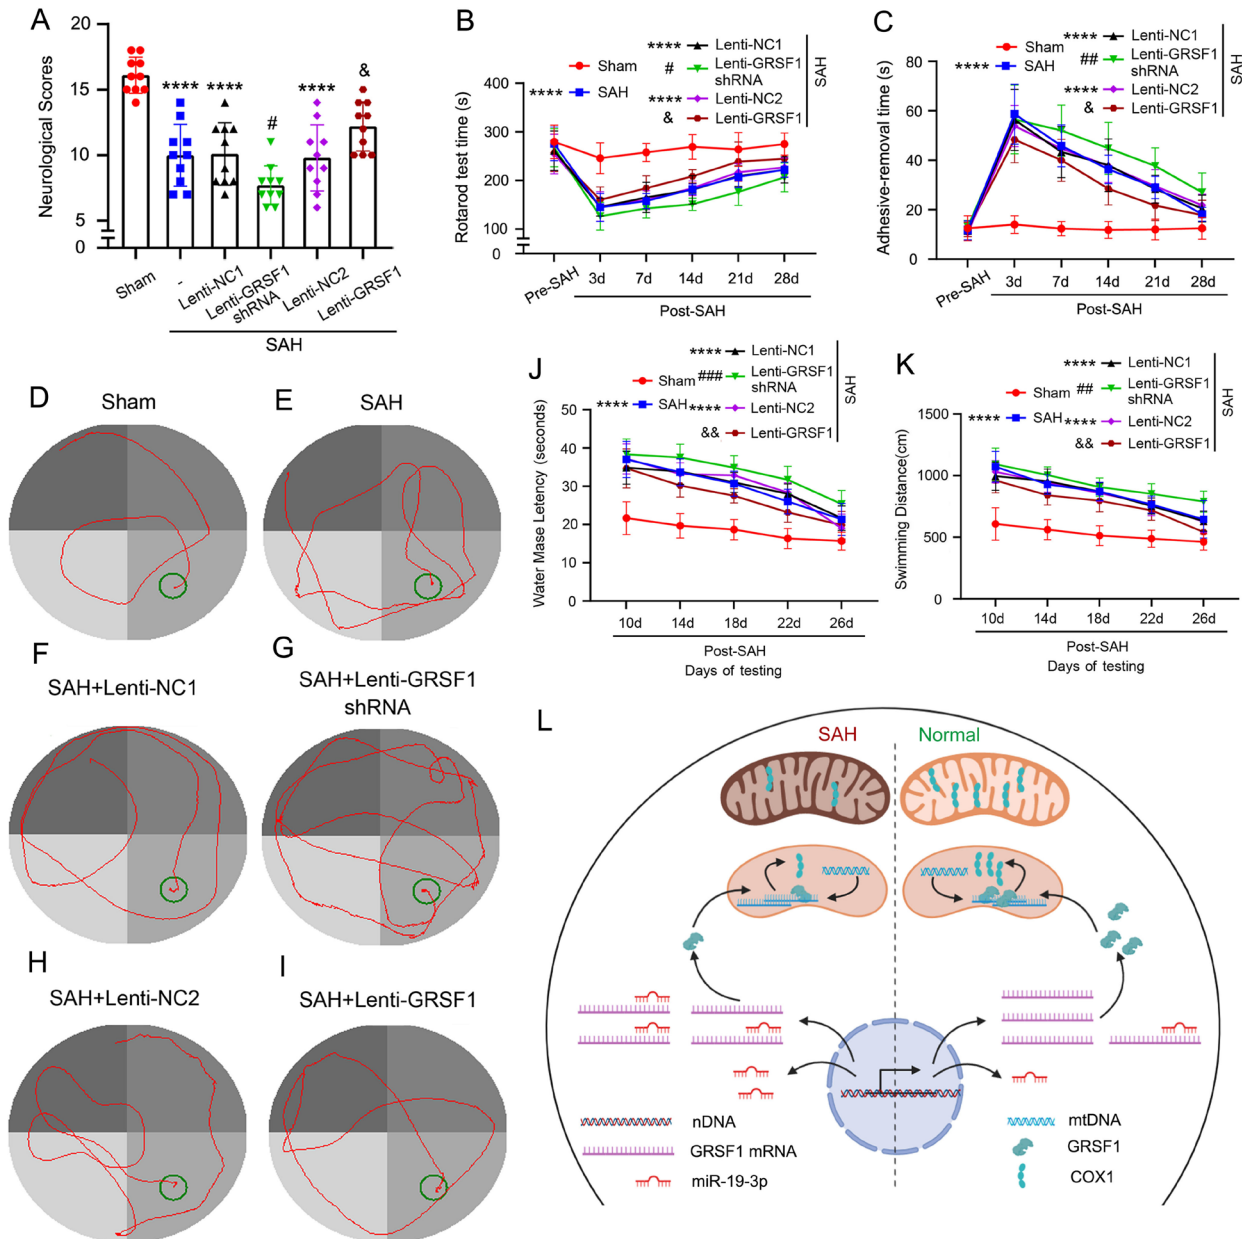 A
Neurological Scores
20
15
10
5
0
****
****
#
****
&
Sham
-
Lenti-NC1
Lenti-GRSF1
shRNA
Lenti-NC2
Lenti-GRSF1
SAH
B
Rotarod test time (s)
400
300
200
100
0
**** Lenti-NC1
# Lenti-GRSF1
shRNA
Sham
**** SAH
**** Lenti-NC2
& Lenti-GRSF1
SAH
Pre-SAH
3d
7d
14d
21d
28d
Post-SAH
C
Adhesive-removal time (s)
80
60
40
20
0
**** Lenti-NC1
## Lenti-GRSF1
shRNA
Sham
**** SAH
**** Lenti-NC2
& Lenti-GRSF1
SAH
Pre-SAH
3d
7d
14d
21d
28d
Post-SAH
D
Sham
E
SAH
F
SAH+Lenti-NC1
G
SAH+Lenti-GRSF1
shRNA
H
SAH+Lenti-NC2
I
SAH+Lenti-GRSF1
J
Water Mase Latency (seconds)
50
40
30
20
10
0
**** Lenti-NC1
### Lenti-GRSF1
shRNA
Sham
**** SAH
**** Lenti-NC2
&& Lenti-GRSF1
SAH
10d
14d
18d
22d
26d
Post-SAH
Days of testing
K
Swimming Distance(cm)
1500
1000
500
0
**** Lenti-NC1
## Lenti-GRSF1
shRNA
Sham
**** SAH
**** Lenti-NC2
&& Lenti-GRSF1
SAH
10d
14d
18d
22d
26d
Post-SAH
Days of testing
L
SAH
Normal
nDNA
GRSF1 mRNA
miR-19-3p
mtDNA
GRSF1
COX1